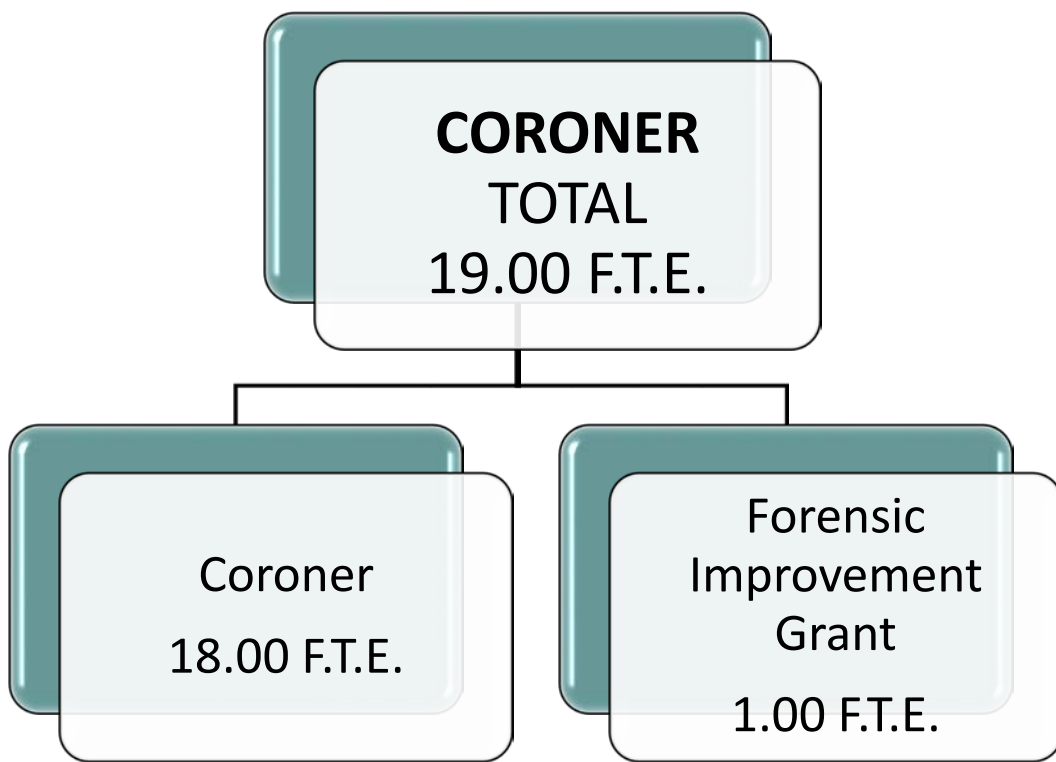 CORONER
TOTAL
19.00 F.T.E.
Coroner
18.00 F.T.E.
Forensic
Improvement
Grant
1.00 F.T.E.